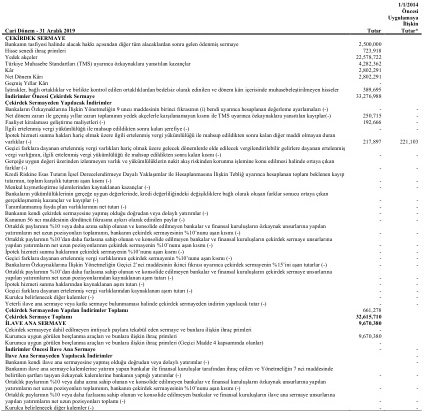 1/1/2014
Öncesi
Uygulamaya
İlişkin
Cari Dönem - 31 Aralık 2019 Tutar Tutar*
ÇEKİRDEK SERMAYE
Bankanın tasfiyesi halinde alacak hakkı açısından diğer tüm alacaklardan sonra gelen ödenmiş sermaye 2,500,000 -
Hisse senedi ihraç primleri 723,918 -
Yedek akçeler 22,578,722 -
Türkiye Muhasebe Standartları (TMS) uyarınca özkaynaklara yansıtılan kazançlar 4,282,362 -
Kâr 2,802,291 -
Net Dönem Kârı 2,802,291 -
Geçmiş Yıllar Kârı - -
İştirakler, bağlı ortaklıklar ve birlikte kontrol edilen ortaklıklardan bedelsiz olarak edinilen ve dönem kârı içerisinde muhasebeleştirilmeyen hisseler 389,695 -
İndirimler Öncesi Çekirdek Sermaye 33,276,988 -
Çekirdek Sermayeden Yapılacak İndirimler
Bankaların Özkaynaklarına İlişkin Yönetmeliğin 9 uncu maddesinin birinci fıkrasının (i) bendi uyarınca hesaplanan değerleme ayarlamaları (-) - -
Net dönem zararı ile geçmiş yıllar zararı toplamının yedek akçelerle karşılanamayan kısmı ile TMS uyarınca özkaynaklara yansıtılan kayıplar(-) 250,715 -
Faaliyet kiralaması geliştirme maliyetleri (-) 192,666 -
İlgili ertelenmiş vergi yükümlülüğü ile mahsup edildikten sonra kalan şerefiye (-) - -
İpotek hizmeti sunma hakları hariç olmak üzere ilgili ertelenmiş vergi yükümlülüğü ile mahsup edildikten sonra kalan diğer maddi olmayan duran
varlıklar (-) 217,897 221,103
Geçici farklara dayanan ertelenmiş vergi varlıkları hariç olmak üzere gelecek dönemlerde elde edilecek vergilendirilebilir gelirlere dayanan ertelenmiş
vergi varlığının, ilgili ertelenmiş vergi yükümlülüğü ile mahsup edildikten sonra kalan kısmı (-) - -
Gerçeğe uygun değeri üzerinden izlenmeyen varlık ve yükümlülüklerin nakit akış riskinden korunma işlemine konu edilmesi halinde ortaya çıkan
farklar (-) - -
Kredi Riskine Esas Tutarın İçsel Derecelendirmeye Dayalı Yaklaşımlar ile Hesaplanmasına İlişkin Tebliğ uyarınca hesaplanan toplam beklenen kayıp
tutarının, toplam karşılık tutarını aşan kısmı (-) - -
Menkul kıymetleştirme işlemlerinden kaynaklanan kazançlar (-) - -
Bankanın yükümlülüklerinin gerçeğe uygun değerlerinde, kredi değerliliğindeki değişikliklere bağlı olarak oluşan farklar sonucu ortaya çıkan
gerçekleşmemiş kazançlar ve kayıplar (-) - -
Tanımlanmış fayda plan varlıklarının net tutarı (-) - -
Bankanın kendi çekirdek sermayesine yapmış olduğu doğrudan veya dolaylı yatırımlar (-) - -
Kanunun 56 ncı maddesinin dördüncü fıkrasına aykırı olarak edinilen paylar (-) - -
Ortaklık paylarının %10 veya daha azına sahip olunan ve konsolide edilmeyen bankalar ve finansal kuruluşların özkaynak unsurlarına yapılan
yatırımların net uzun pozisyonları toplamının, bankanın çekirdek sermayesinin %10'nunu aşan kısmı (-) - -
Ortaklık paylarının %10'dan daha fazlasına sahip olunan ve konsolide edilmeyen bankalar ve finansal kuruluşların çekirdek sermaye unsurlarına
yapılan yatırımların net uzun pozisyonlarının çekirdek sermayenin %10'nunu aşan kısmı (-) - -
İpotek hizmeti sunma haklarının çekirdek sermayenin %10'nunu aşan kısmı (-) - -
Geçici farklara dayanan ertelenmiş vergi varlıklarının çekirdek sermayenin %10'nunu aşan kısmı (-) - -
Bankaların Özkaynaklarına İlişkin Yönetmeliğin Geçici 2'nci maddesinin ikinci fıkrası uyarınca çekirdek sermayenin %15'ini aşan tutarlar (-) - -
Ortaklık paylarının %10'dan daha fazlasına sahip olunan ve konsolide edilmeyen bankalar ve finansal kuruluşların çekirdek sermaye unsurlarına
yapılan yatırımların net uzun pozisyonlarından kaynaklanan aşım tutarı (-) - -
İpotek hizmeti sunma haklarından kaynaklanan aşım tutarı (-) - -
Geçici farklara dayanan ertelenmiş vergi varlıklarından kaynaklanan aşım tutarı (-) - -
Kurulca belirlenecek diğer kalemler (-) - -
Yeterli ilave ana sermaye veya katkı sermaye bulunmaması halinde çekirdek sermayeden indirim yapılacak tutar (-) - -
Çekirdek Sermayeden Yapılan İndirimler Toplamı 661,278
Çekirdek Sermaye Toplamı 32,615,710 -
İLAVE ANA SERMAYE 9,670,380 -
Çekirdek sermayeye dahil edilmeyen imtiyazlı paylara tekabül eden sermaye ve bunlara ilişkin ihraç primleri - -
Kurumca uygun görülen borçlanma araçları ve bunlara ilişkin ihraç primleri 9,670,380 -
Kurumca uygun görülen borçlanma araçları ve bunlara ilişkin ihraç primleri (Geçici Madde 4 kapsamında olanlar) - -
İndirimler Öncesi İlave Ana Sermaye
İlave Ana Sermayeden Yapılacak İndirimler
Bankanın kendi ilave ana sermayesine yapmış olduğu doğrudan veya dolaylı yatırımlar (-) - -
Bankanın ilave ana sermaye kalemlerine yatırım yapan bankalar ile finansal kuruluşlar tarafından ihraç edilen ve Yönetmeliğin 7 nci maddesinde
belirtilen şartları taşıyan özkaynak kalemlerine bankanın yaptığı yatırımlar (-) - -
Ortaklık paylarının %10 veya daha azına sahip olunan ve konsolide edilmeyen bankalar ve finansal kuruluşların özkaynak unsurlarına yapılan
yatırımların net uzun pozisyonları toplamının, bankanın çekirdek sermayesinin %10'nunu aşan kısmı (-) - -
Ortaklık paylarının %10 veya daha fazlasına sahip olunan ve konsolide edilmeyen bankalar ve finansal kuruluşların ilave ana sermaye unsurlarına
yapılan yatırımların net uzun pozisyonları toplamı (-) - -
Kurulca belirlenecek diğer kalemler (-) - -